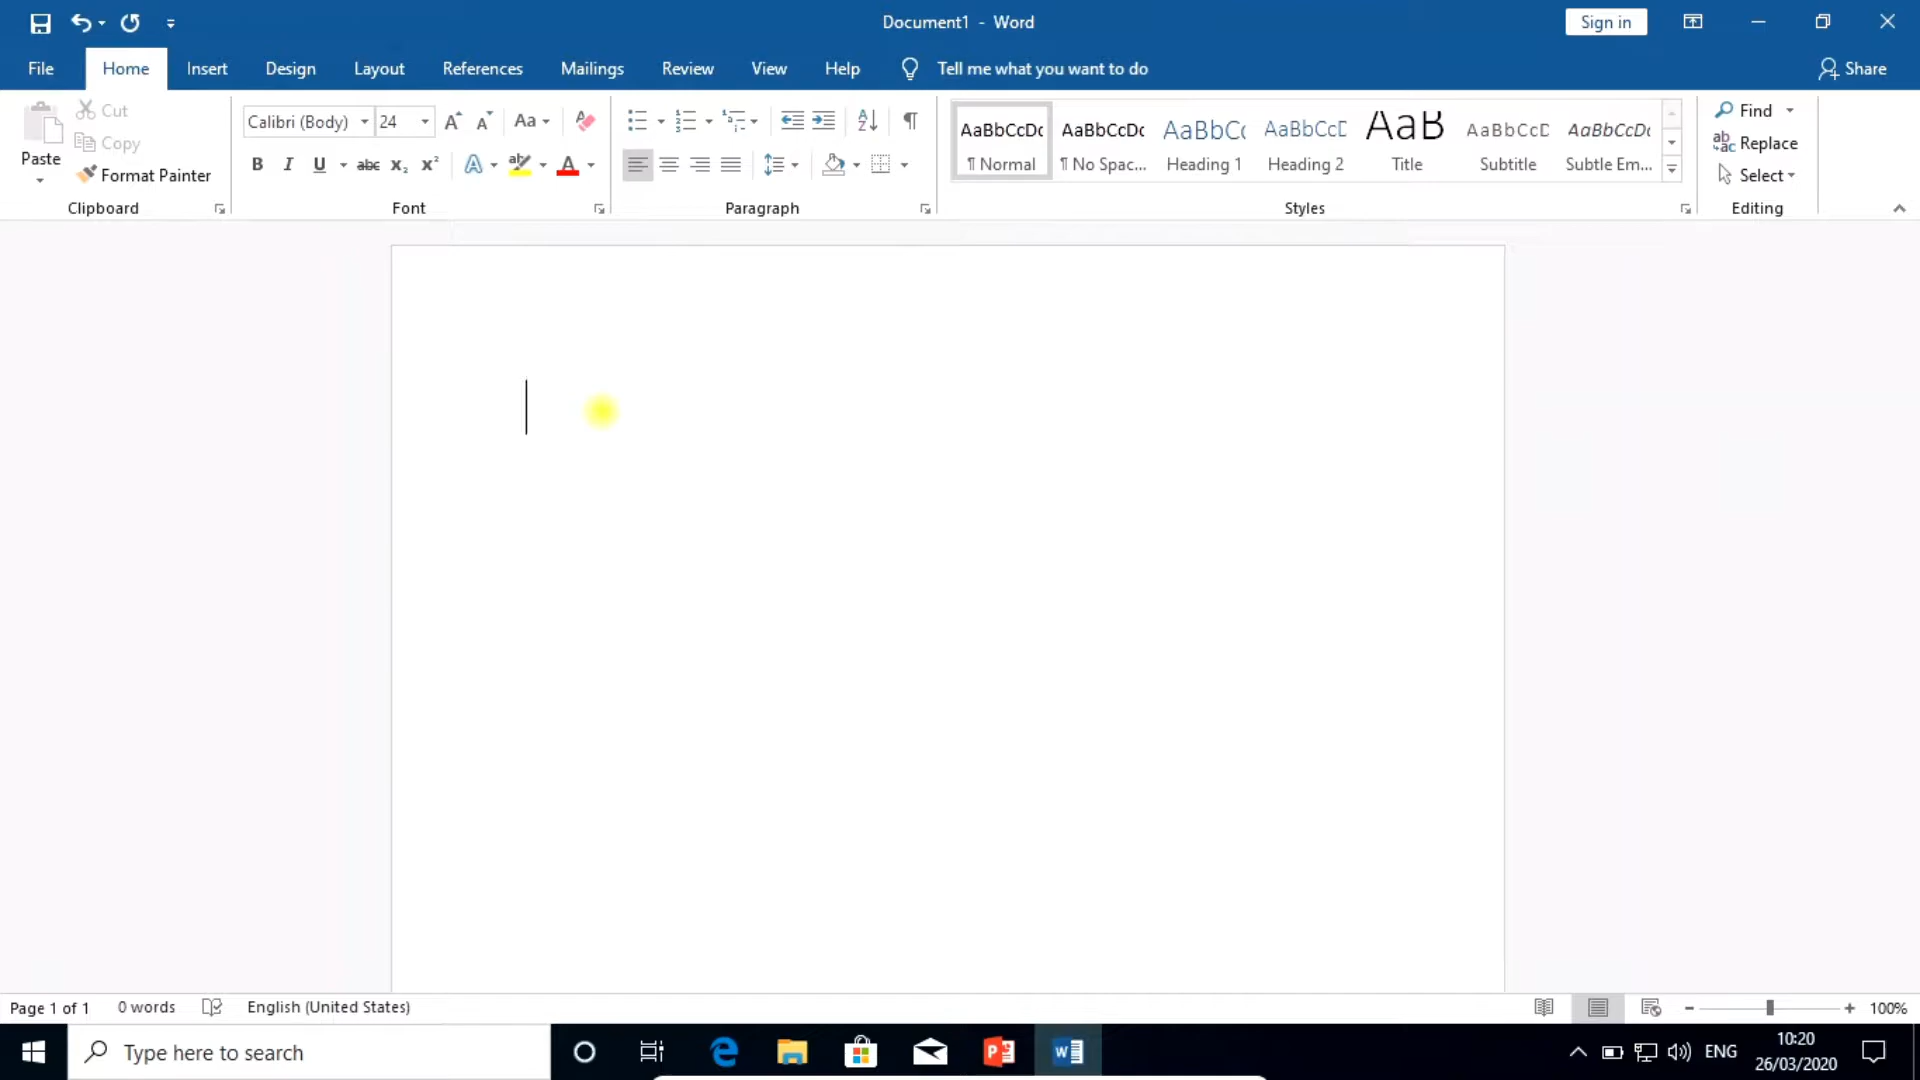 Document1 - Word
Sign in
File Home Insert Design Layout References Mailings Review View Help Tell me what you want to do Share
Paste
Cut
Copy
Format Painter
Clipboard
Calibri (Body) 24 Aa
B I U abc x₂ x² A ab A
Font
A Z ¶
Paragraph
AaBbCcDc AaBbCcDc AaBbCc AaBbCcD AaB AaBbCcD AaBbCcDc
¶ Normal ¶ No Spac... Heading 1 Heading 2 Title Subtitle Subtle Em...
Styles
Find
Replace
Select
Editing
Page 1 of 1 0 words English (United States) 100%
Type here to search
ENG
10:20
26/03/2020